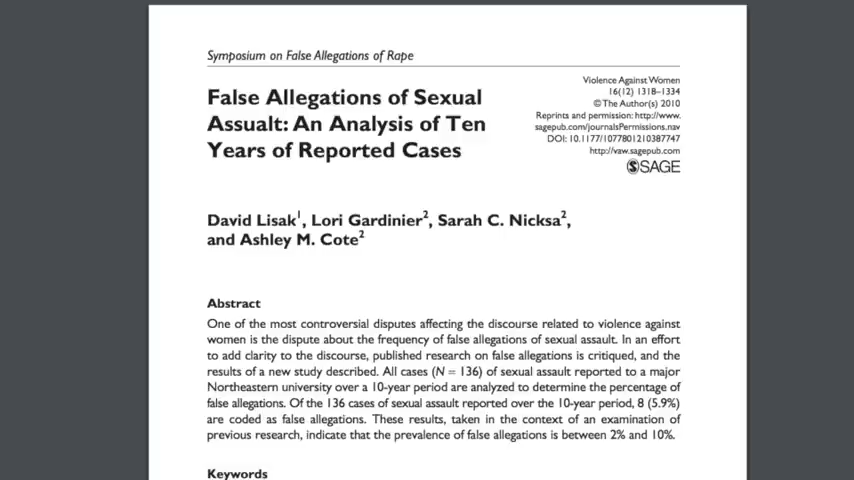 Symposium on False Allegations of Rape
False Allegations of Sexual
Assualt: An Analysis of Ten
Years of Reported Cases
Violence Against Women
16(12) 1318–1334
© The Author(s) 2010
Reprints and permission: http://www.
sagepub.com/journalsPermissions.nav
DOI: 10.1177/1077801210387747
http://vaw.sagepub.com
SAGE
David Lisak1, Lori Gardinier2, Sarah C. Nicksa2,
and Ashley M. Cote2
Abstract
One of the most controversial disputes affecting the discourse related to violence against
women is the dispute about the frequency of false allegations of sexual assault. In an effort
to add clarity to the discourse, published research on false allegations is critiqued, and the
results of a new study described. All cases (N = 136) of sexual assault reported to a major
Northeastern university over a 10-year period are analyzed to determine the percentage of
false allegations. Of the 136 cases of sexual assault reported over the 10-year period, 8 (5.9%)
are coded as false allegations. These results, taken in the context of an examination of
previous research, indicate that the prevalence of false allegations is between 2% and 10%.
Keywords